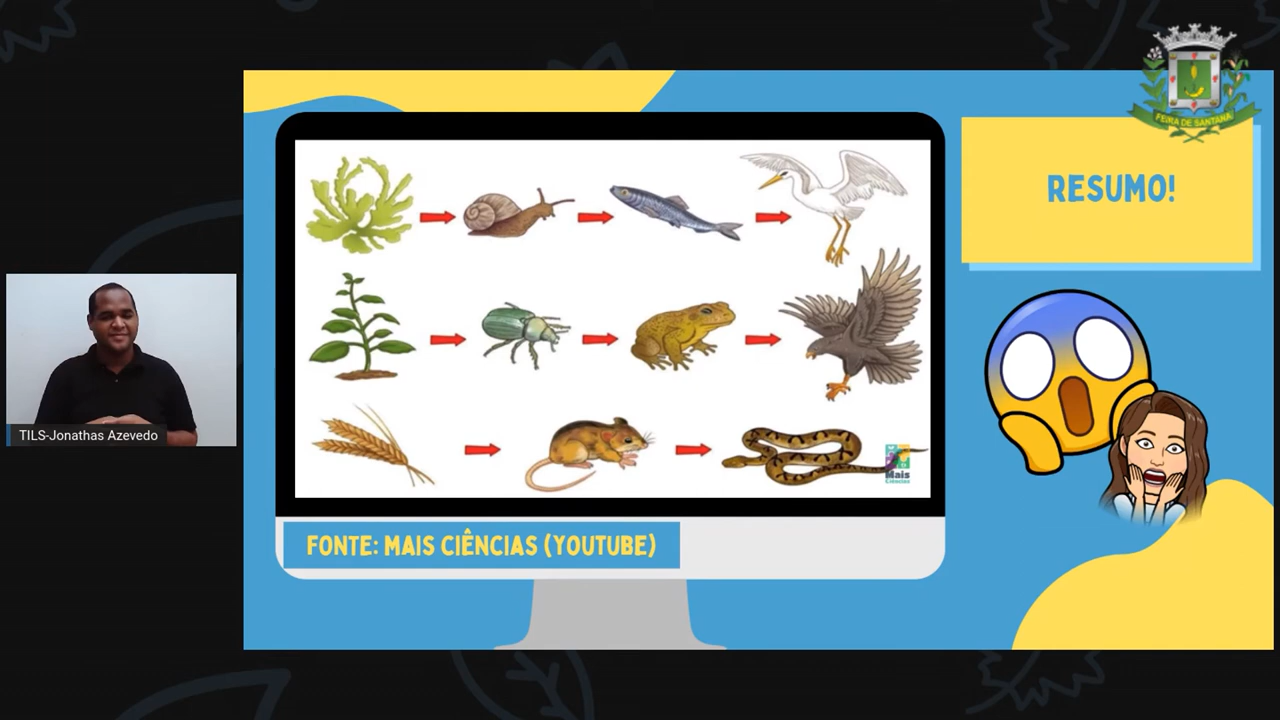 FEIRA DE SANTANA
RESUMO!
TILS-Jonathas Azevedo
Mais
Ciências
FONTE: MAIS CIÊNCIAS (YOUTUBE)